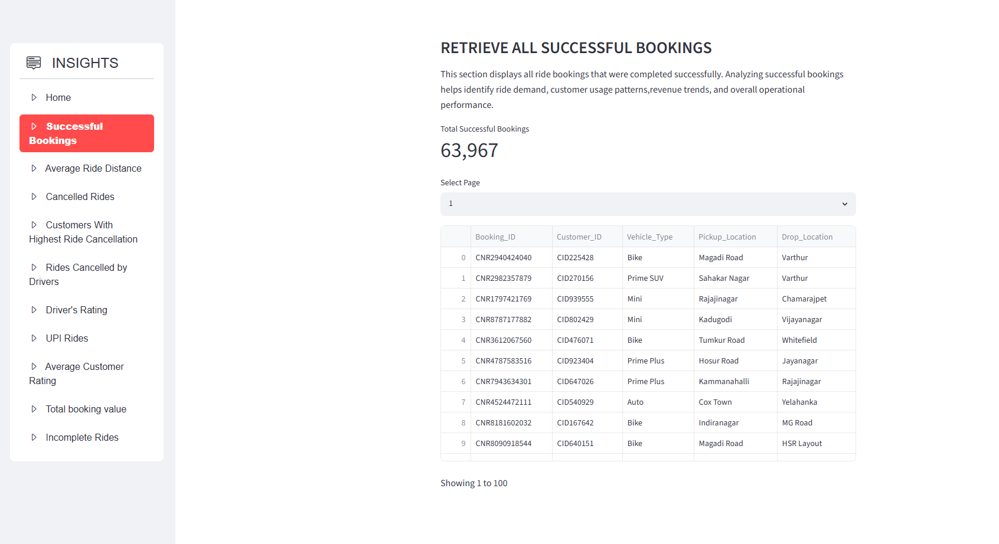 INSIGHTS
Home
Successful
Bookings
Average Ride Distance
Cancelled Rides
Customers With
Highest Ride Cancellation
Rides Cancelled by
Drivers
Driver's Rating
UPI Rides
Average Customer
Rating
Total booking value
Incomplete Rides
RETRIEVE ALL SUCCESSFUL BOOKINGS
This section displays all ride bookings that were completed successfully. Analyzing successful bookings
helps identify ride demand, customer usage patterns,revenue trends, and overall operational
performance.
Total Successful Bookings
63,967
Select Page
1
Booking_ID Customer_ID Vehicle_Type Pickup_Location Drop_Location
0 CNR2940424040 CID225428 Bike Magadi Road Varthur
1 CNR2982357879 CID270156 Prime SUV Sahakar Nagar Varthur
2 CNR1797421769 CID939555 Mini Rajajinagar Chamarajpet
3 CNR8787177882 CID802429 Mini Kadugodi Vijayanagar
4 CNR3612067560 CID476071 Bike Tumkur Road Whitefield
5 CNR4787583516 CID923404 Prime Plus Hosur Road Jayanagar
6 CNR7943634301 CID647026 Prime Plus Kammanahalli Rajajinagar
7 CNR4524472111 CID540929 Auto Cox Town Yelahanka
8 CNR8181602032 CID167642 Bike Indiranagar MG Road
9 CNR8090918544 CID640151 Bike Magadi Road HSR Layout
Showing 1 to 100